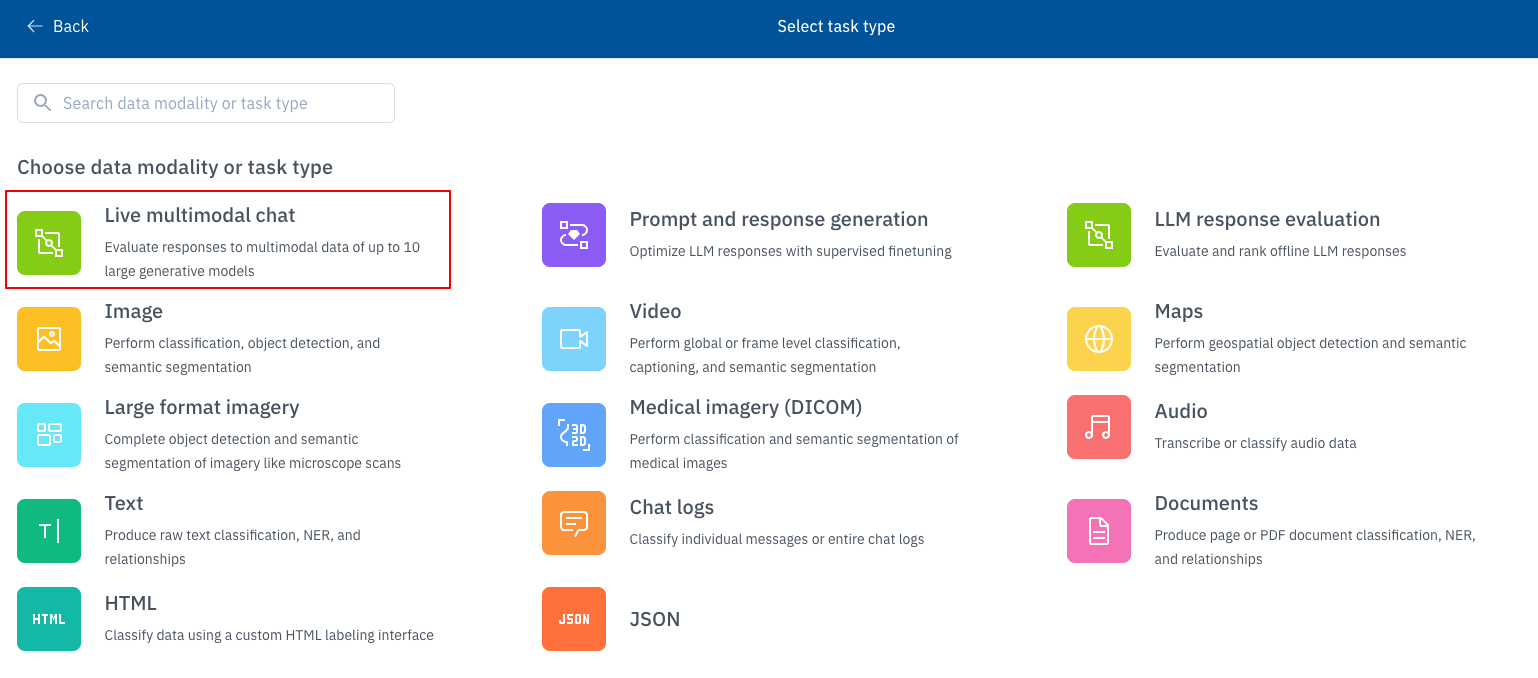 Back
Select task type
Search data modality or task type
Choose data modality or task type
Live multimodal chat
Evaluate responses to multimodal data of up to 10
large generative models
Prompt and response generation
Optimize LLM responses with supervised finetuning
LLM response evaluation
Evaluate and rank offline LLM responses
Image
Perform classification, object detection, and
semantic segmentation
Video
Perform global or frame level classification,
captioning, and semantic segmentation
Maps
Perform geospatial object detection and semantic
segmentation
Large format imagery
Complete object detection and semantic
segmentation of imagery like microscope scans
3D
2D
Medical imagery (DICOM)
Perform classification and semantic segmentation of
medical images
Audio
Transcribe or classify audio data
T
Text
Produce raw text classification, NER, and
relationships
Chat logs
Classify individual messages or entire chat logs
Documents
Produce page or PDF document classification, NER,
and relationships
HTML
HTML
Classify data using a custom HTML labeling interface
JSON
JSON